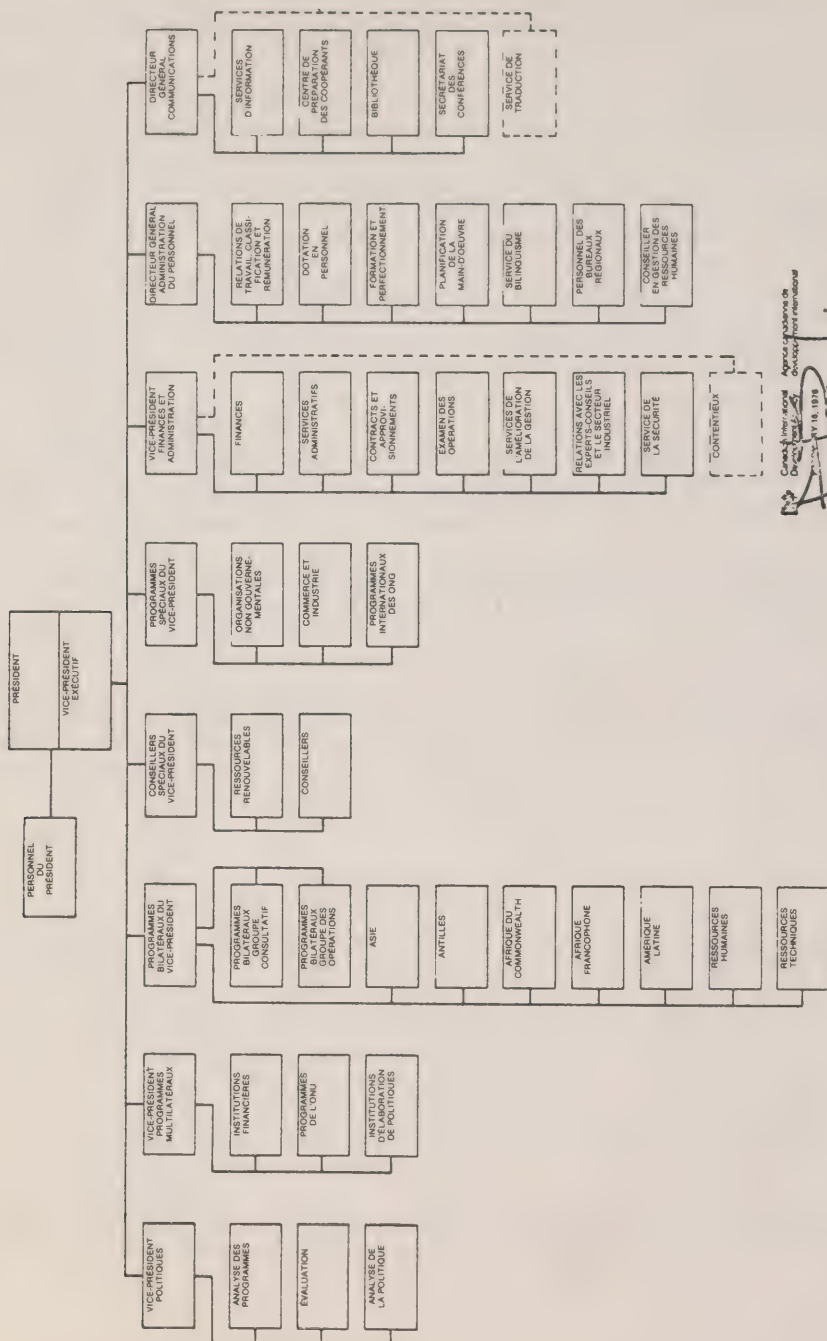 PRÉSIDENT
VICE-PRÉSIDENT
EXÉCUTIF
PERSONNEL
DU
PRÉSIDENT
VICE-PRÉSIDENT
POLITIQUES
ANALYSE DES
PROGRAMMES
ÉVALUATION
ANALYSE DE
LA POLITIQUE
VICE-PRÉSIDENT
PROGRAMMES
MULTILATÉRAUX
INSTITUTIONS
FINANCIÈRES
PROGRAMMES
DE L'ONU
INSTITUTIONS
D'ÉLABORATION
DE POLITIQUES
PROGRAMMES
BILATÉRAUX DU
VICE-PRÉSIDENT
PROGRAMMES
BILATÉRAUX
GROUPE
CONSULTATIF
PROGRAMMES
BILATÉRAUX
GROUPE DES
OPÉRATIONS
ASIE
ANTILLES
AFRIQUE DU
COMMONWEALTH
AFRIQUE
FRANCOPHONE
AMÉRIQUE
LATINE
RESSOURCES
HUMAINES
RESSOURCES
TECHNIQUES
CONSEILLERS
SPÉCIAUX DU
VICE-PRÉSIDENT
RESSOURCES
RENOUVELABLES
CONSEILLERS
PROGRAMMES
SPÉCIAUX DU
VICE-PRÉSIDENT
ORGANISATIONS
NON GOUVERNE-
MENTALES
COMMERCE ET
INDUSTRIE
PROGRAMMES
INTERNATIONAUX
DES ONG
VICE-PRÉSIDENT
FINANCES ET
ADMINISTRATION
FINANCES
SERVICES
ADMINISTRATIFS
CONTRACTS ET
APPROVI-
SIONNEMENTS
EXAMEN DES
OPÉRATIONS
SERVICES DE
L'AMÉLIORATION
DE LA GESTION
RELATIONS AVEC LES
EXPERTS-CONSEILS
ET LE SECTEUR
INDUSTRIEL
SERVICE DE
LA SÉCURITÉ
CONTENTIEUX
DIRECTEUR GÉNÉRAL
ADMINISTRATION
DU PERSONNEL
RELATIONS DE
TRAVAIL, CLASSI-
FICATION ET
RÉMUNÉRATION
DOTATION
EN
PERSONNEL
FORMATION ET
PERFECTIONNEMENT
PLANIFICATION
DE LA
MAIN-D'OEUVRE
SERVICE DU
BILINGUISME
PERSONNEL DES
BUREAUX
RÉGIONAUX
CONSEILLER
EN GESTION DES
RESSOURCES
HUMAINES
DIRECTEUR
GÉNÉRAL
COMMUNICATIONS
SERVICES
D'INFORMATION
CENTRE DE
PRÉPARATION
DES COOPÉRANTS
BIBLIOTHÈQUE
SECRÉTARIAT
DES
CONFÉRENCES
SERVICE DE
TRADUCTION
Canadian International Agence canadienne de
Development développement international
1976